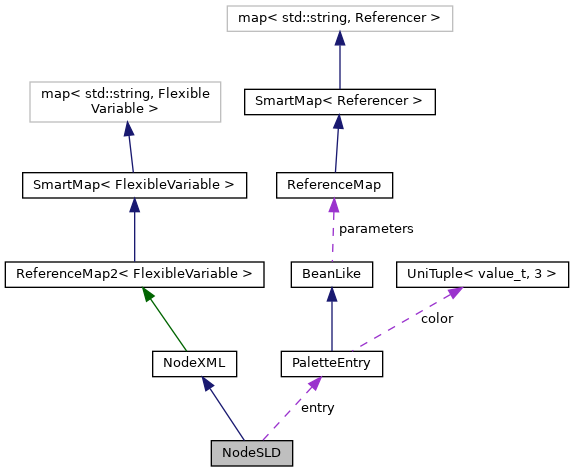 map< std::string, Referencer >
map< std::string, Flexible
Variable >
SmartMap< Referencer >
SmartMap< FlexibleVariable >
ReferenceMap
parameters
ReferenceMap2< FlexibleVariable >
BeanLike
UniTuple< value_t, 3 >
color
NodeXML
PaletteEntry
entry
NodeSLD